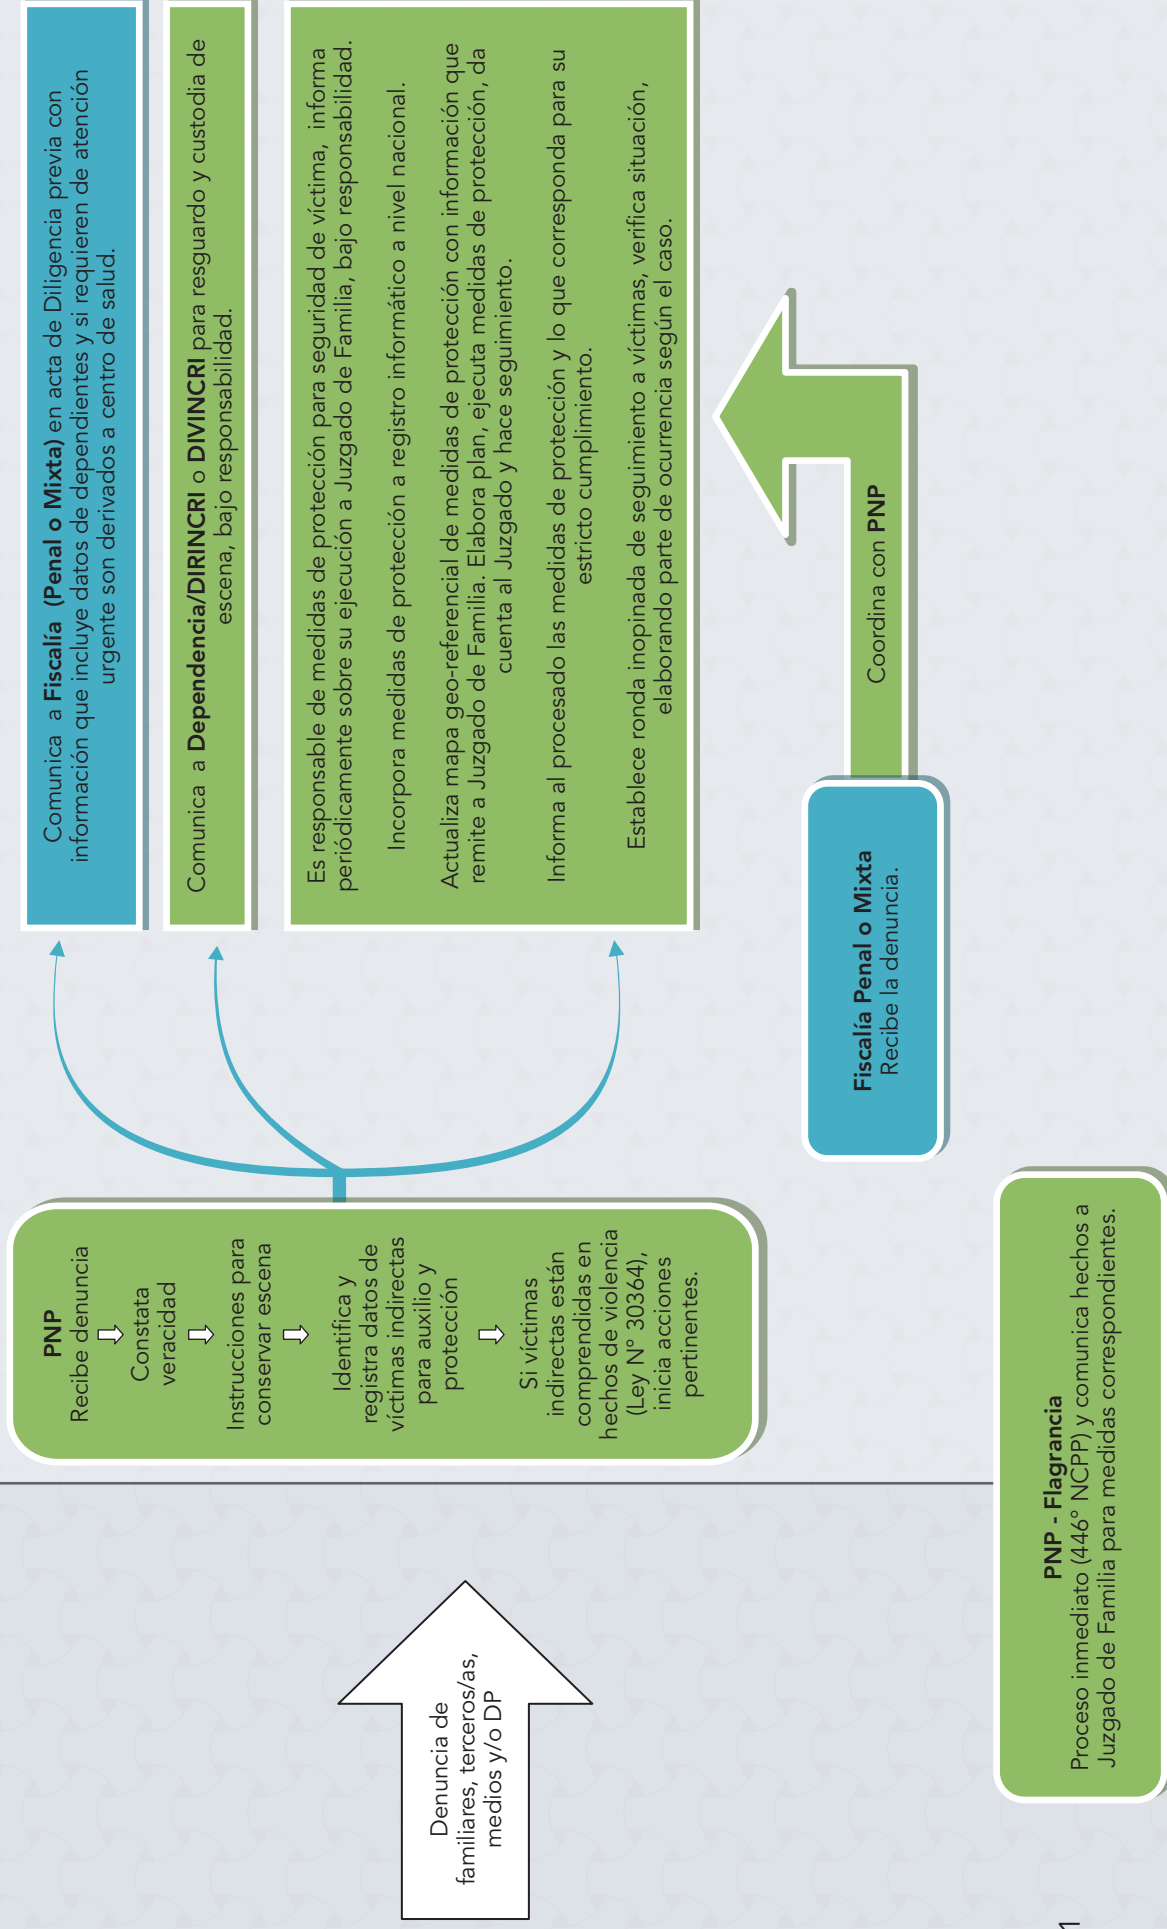 Denuncia de
familiares, terceros/as,
medios y/o DP
PNP
Recibe denuncia
Constata
veracidad
Instrucciones para
conservar escena
Identifica y
registra datos de
víctimas indirectas
para auxilio y
protección
Si víctimas
indirectas están
comprendidas en
hechos de violencia
(Ley N° 30364),
inicia acciones
pertinentes.
Comunica a Fiscalía (Penal o Mixta) en acta de Diligencia previa con
información que incluye datos de dependientes y si requieren de atención
urgente son derivados a centro de salud.
Comunica a Dependencia/DIRINCRI o DIVINCRI para resguardo y custodia de
escena, bajo responsabilidad.
Es responsable de medidas de protección para seguridad de víctima, informa
periódicamente sobre su ejecución a Juzgado de Familia, bajo responsabilidad.
Incorpora medidas de protección a registro informático a nivel nacional.
Actualiza mapa geo-referencial de medidas de protección con información que
remite a Juzgado de Familia. Elabora plan, ejecuta medidas de protección, da
cuenta al Juzgado y hace seguimiento.
Informa al procesado las medidas de protección y lo que corresponda para su
estricto cumplimiento.
Establece ronda inopinada de seguimiento a víctimas, verifica situación,
elaborando parte de ocurrencia según el caso.
Fiscalía Penal o Mixta
Recibe la denuncia.
Coordina con PNP
PNP - Flagrancia
Proceso inmediato (446° NCPP) y comunica hechos a
Juzgado de Familia para medidas correspondientes.
1